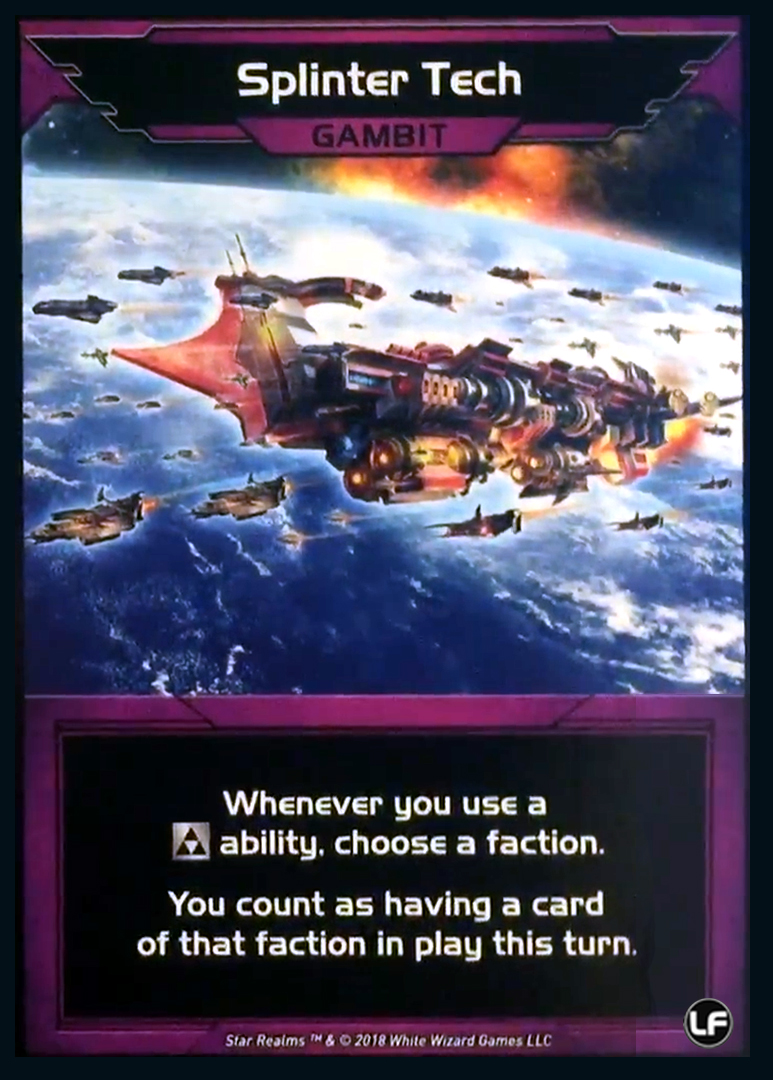 Splinter Tech
GAMBIT
Whenever you use a
ability, choose a faction.
You count as having a card
of that faction in play this turn.
LF
Star Realms ™ & © 2018 White Wizard Games LLC